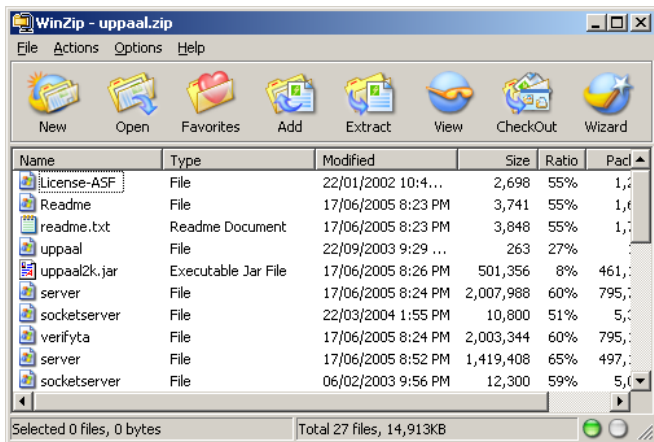 WinZip - uppaal.zip
File Actions Options Help
New Open Favorites Add Extract View CheckOut Wizard
Name Type Modified Size Ratio
License-ASF File 22/01/2002 10:4... 2,698 55%
Readme File 17/06/2005 8:23 PM 3,741 55%
readme.txt Readme Document 17/06/2005 8:23 PM 3,848 55%
uppaal File 22/09/2003 9:29 ... 263 27%
uppaal2k.jar Executable Jar File 17/06/2005 8:26 PM 501,356 8%
server File 17/06/2005 8:24 PM 2,007,988 60%
socketserver File 22/03/2004 1:55 PM 10,800 51%
verifyta File 17/06/2005 8:24 PM 2,003,344 60%
server File 17/06/2005 8:52 PM 1,419,408 65%
socketserver File 06/02/2003 9:56 PM 12,300 59%
Selected 0 files, 0 bytes Total 27 files, 14,913KB